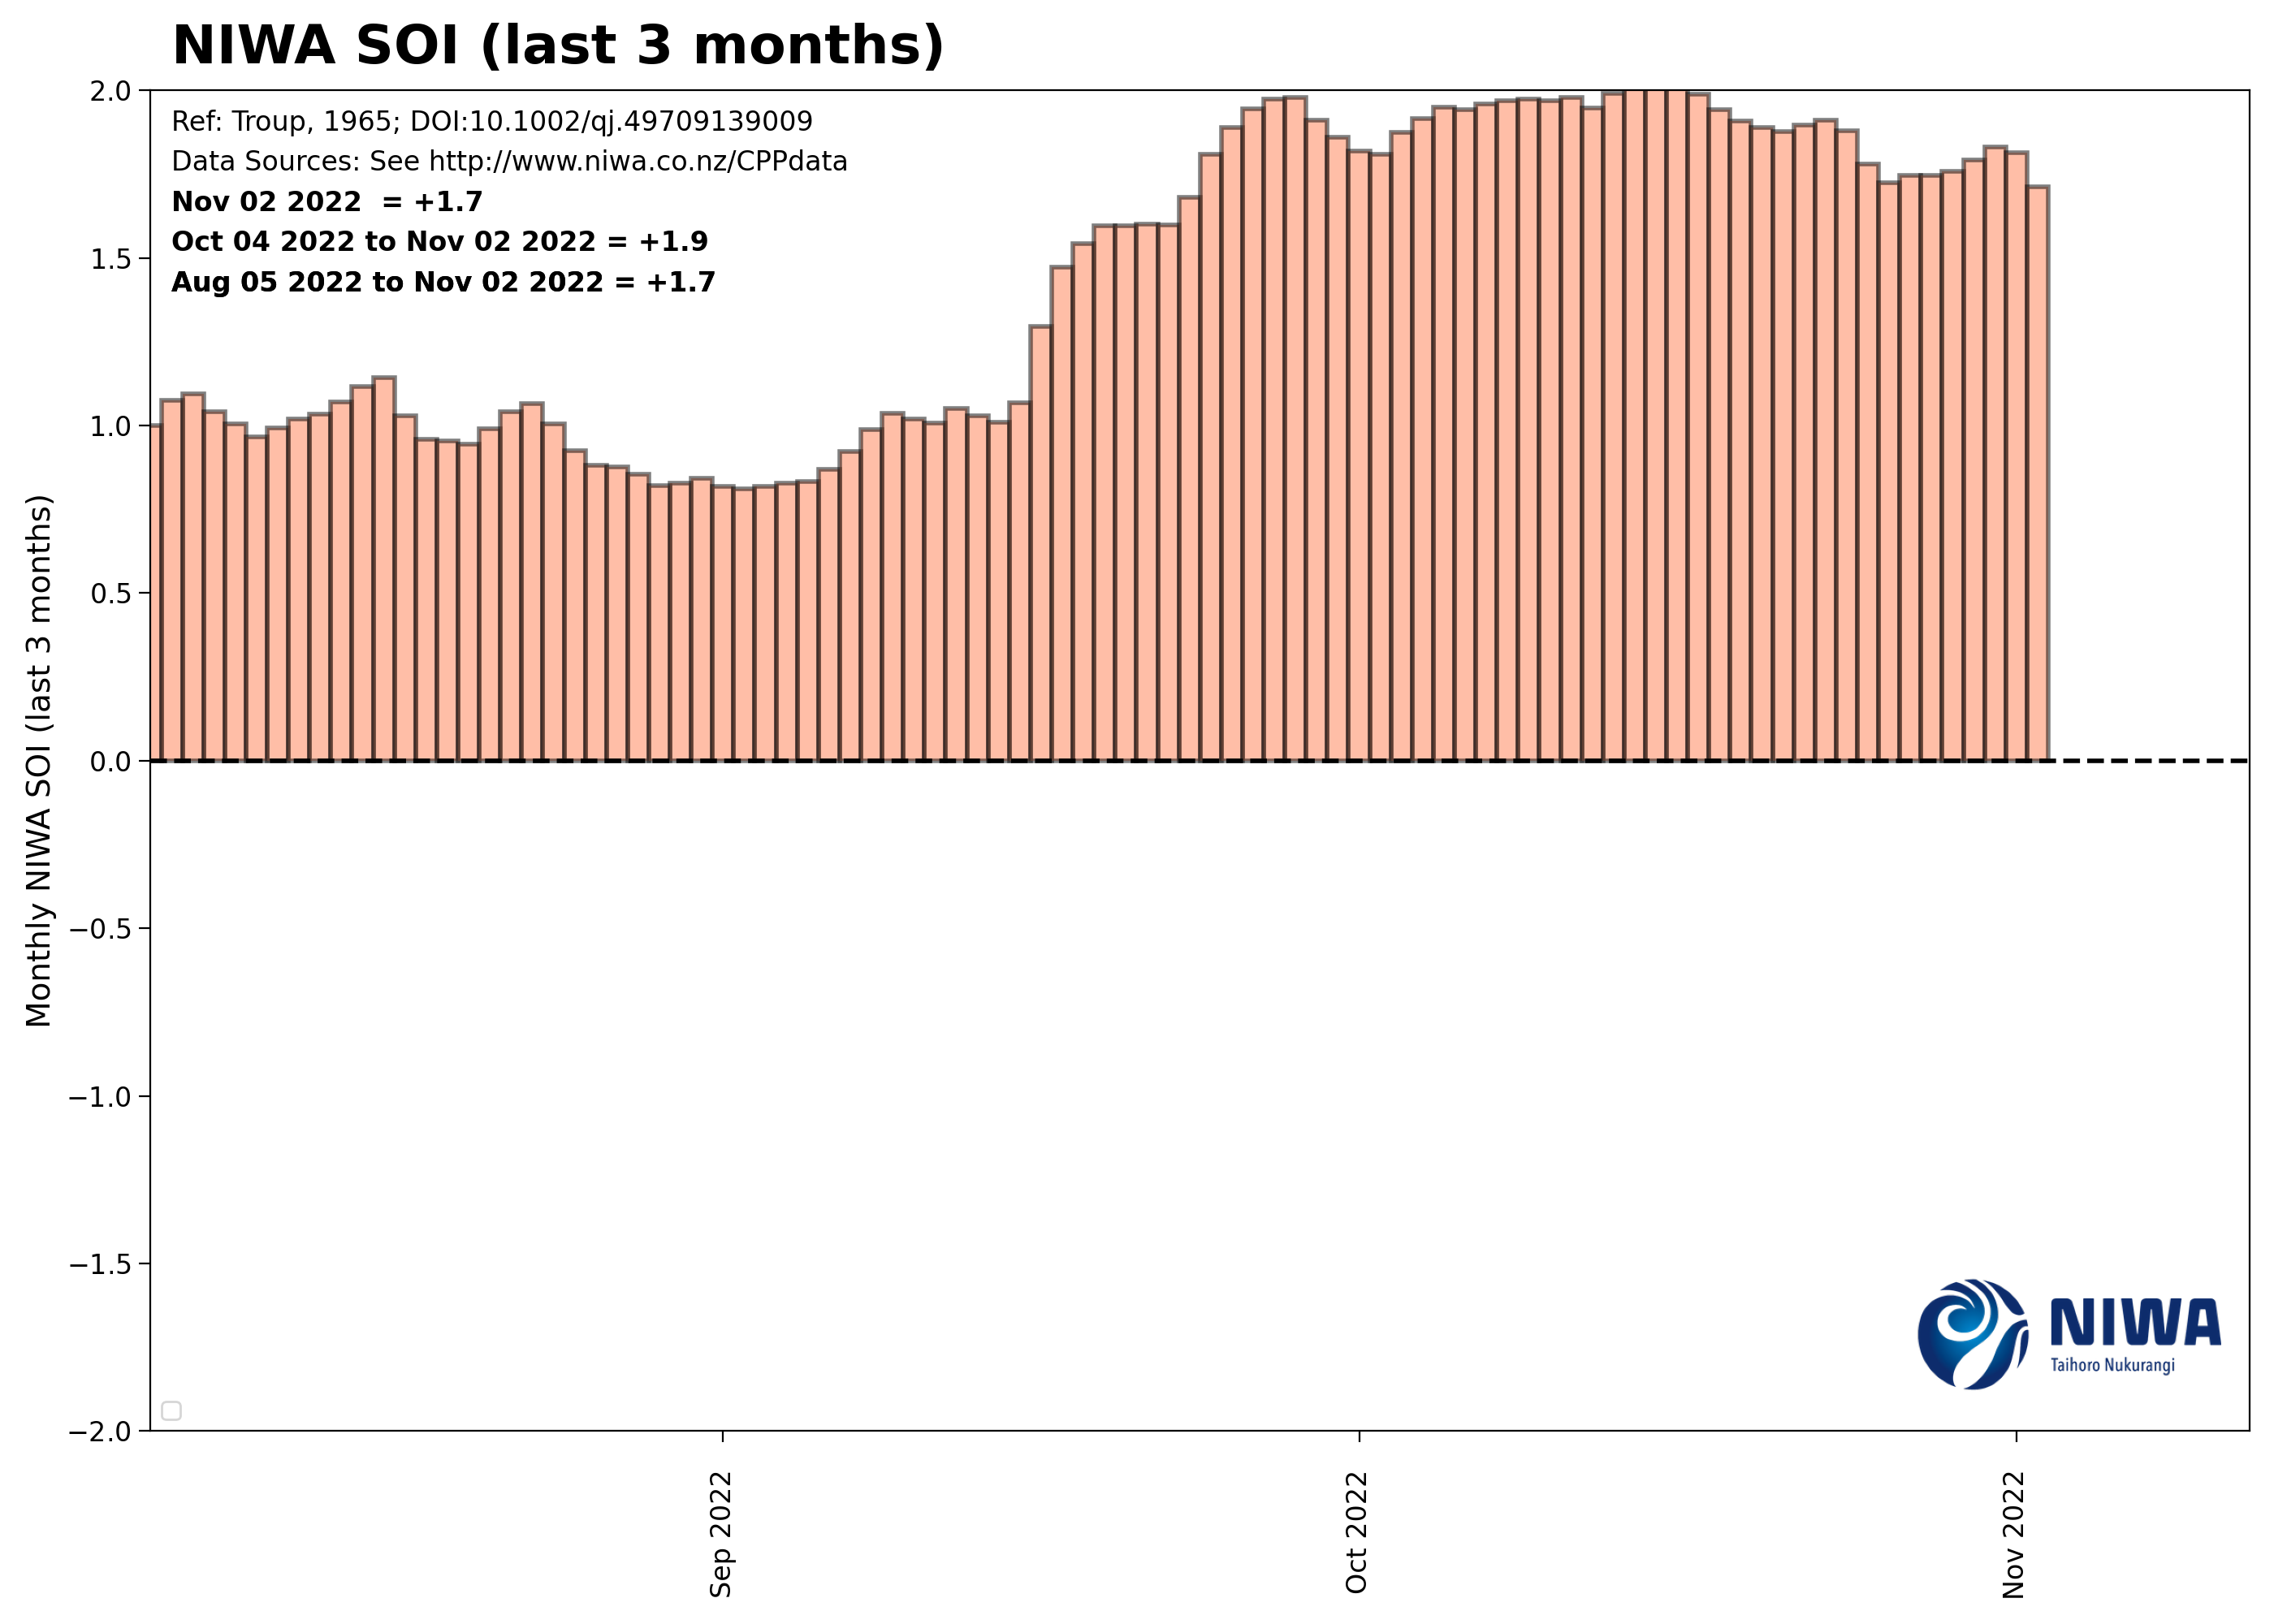 NIWA SOI (last 3 months)
Ref: Troup, 1965; DOI:10.1002/qj.49709139009
Data Sources: See http://www.niwa.co.nz/CPPdata
Nov 02 2022  = +1.7
Oct 04 2022 to Nov 02 2022 = +1.9
Aug 05 2022 to Nov 02 2022 = +1.7
Monthly NIWA SOI (last 3 months)
2.0
1.5
1.0
0.5
0.0
−0.5
−1.0
−1.5
−2.0
NIWA
Taihoro Nukurangi
Sep 2022
Oct 2022
Nov 2022